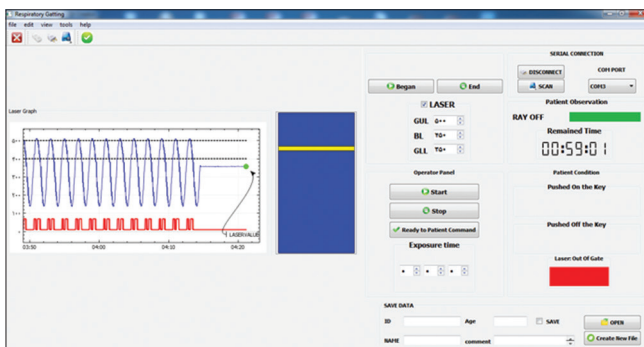 Respiratory Gatting
file edit view tools help
SERIAL CONNECTION
DISCONNECT COM PORT
Began End SCAN COM3
LASER Patient Observation
GUL ۵۰۰ RAY OFF
BL ۲۵۰ Remained Time
GLL ۳۵۰ 00:59:01
Laser Graph
Operator Panel Patient Condition
Start Pushed On the Key
Stop
Ready to Patient Command Pushed Off the Key
Exposure time
Laser: Out Of Gate
LASERVALUE
03:50 04:00 04:10 04:20
SAVE DATA
ID Age SAVE OPEN
NAME comment Create New File